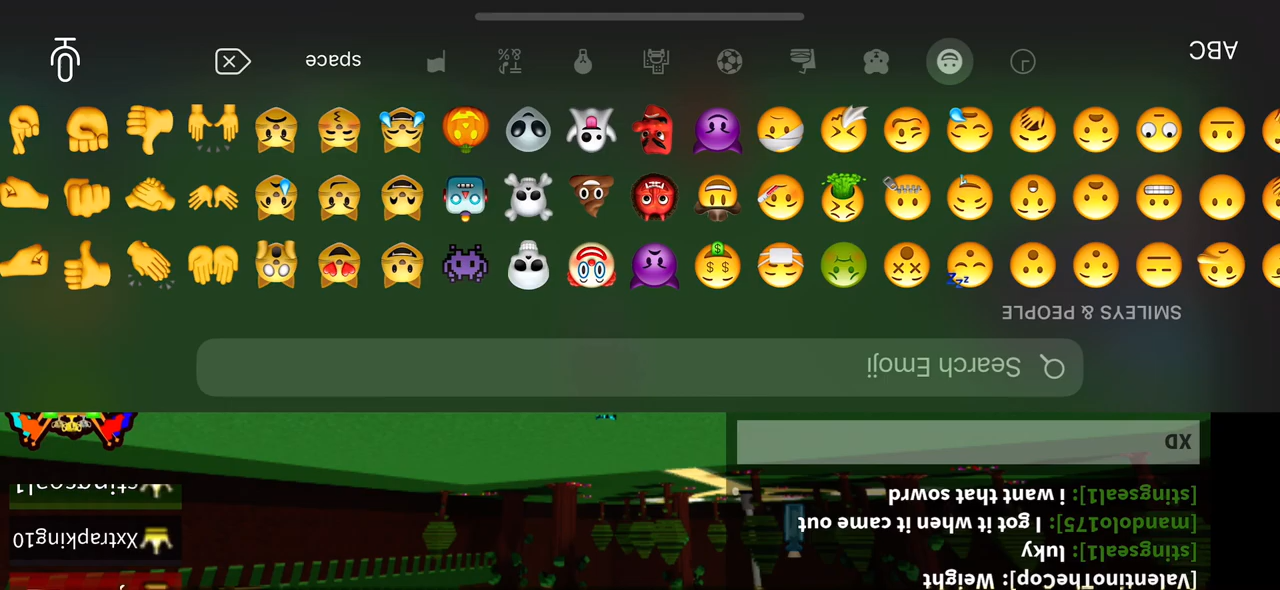 [ValentinoTheCop]: Weight
[stingseal1]: luky
[mandolo175]: I got it when it came out
[stingseal1]: i want that sowrd
XD
Xxtrapking10
stingseal1
Search Emoji
SMILEYS & PEOPLE
ABC
space